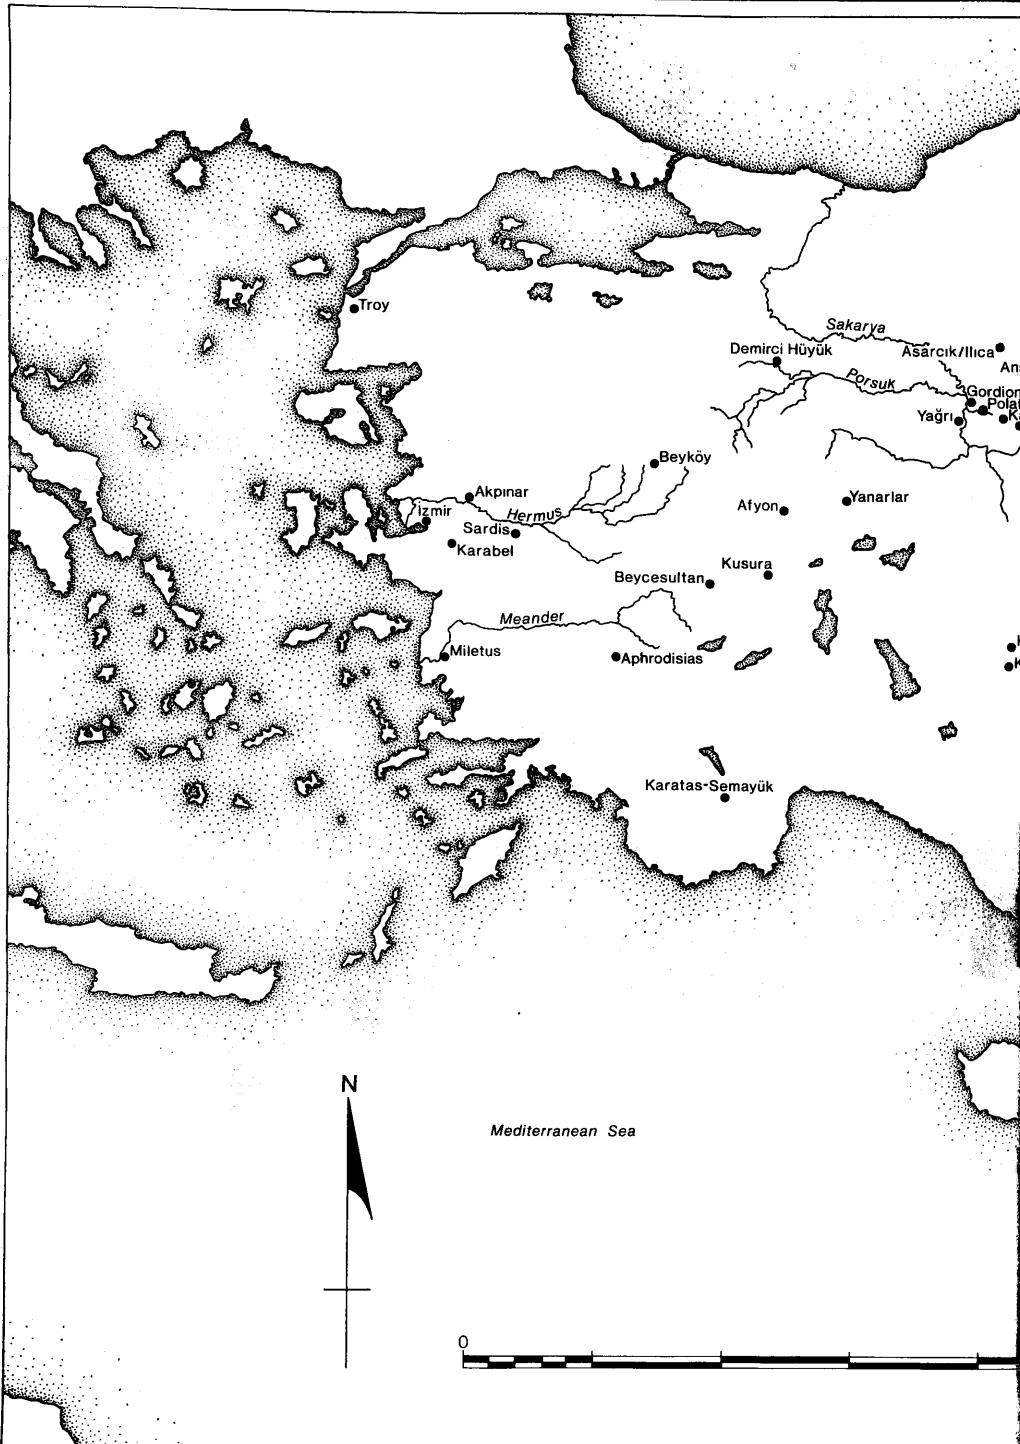 Troy
Sakarya
Demirci Hüyük
Asarcık/Ilıca
Porsuk
Gordion
Yağrı
Beyköy
Akpınar
Yanarlar
Afyon
İzmir
Hermus
Sardis
Karabel
Kusura
Beycesultan
Meander
Miletus
Aphrodisias
Karatas-Semayük
N
Mediterranean Sea
0